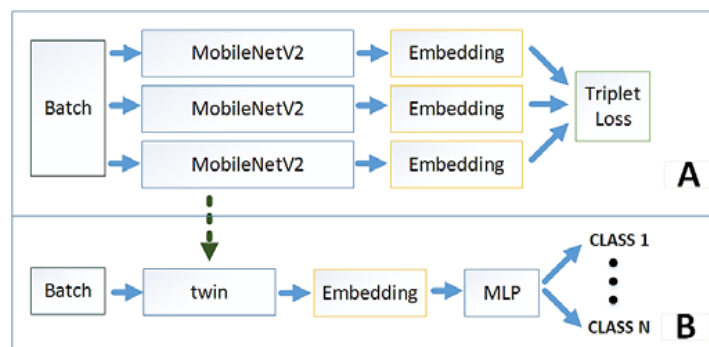 MobileNetV2 Embedding
Batch MobileNetV2 Embedding Triplet Loss
MobileNetV2 Embedding
A
Batch twin Embedding MLP
CLASS 1
CLASS N
B